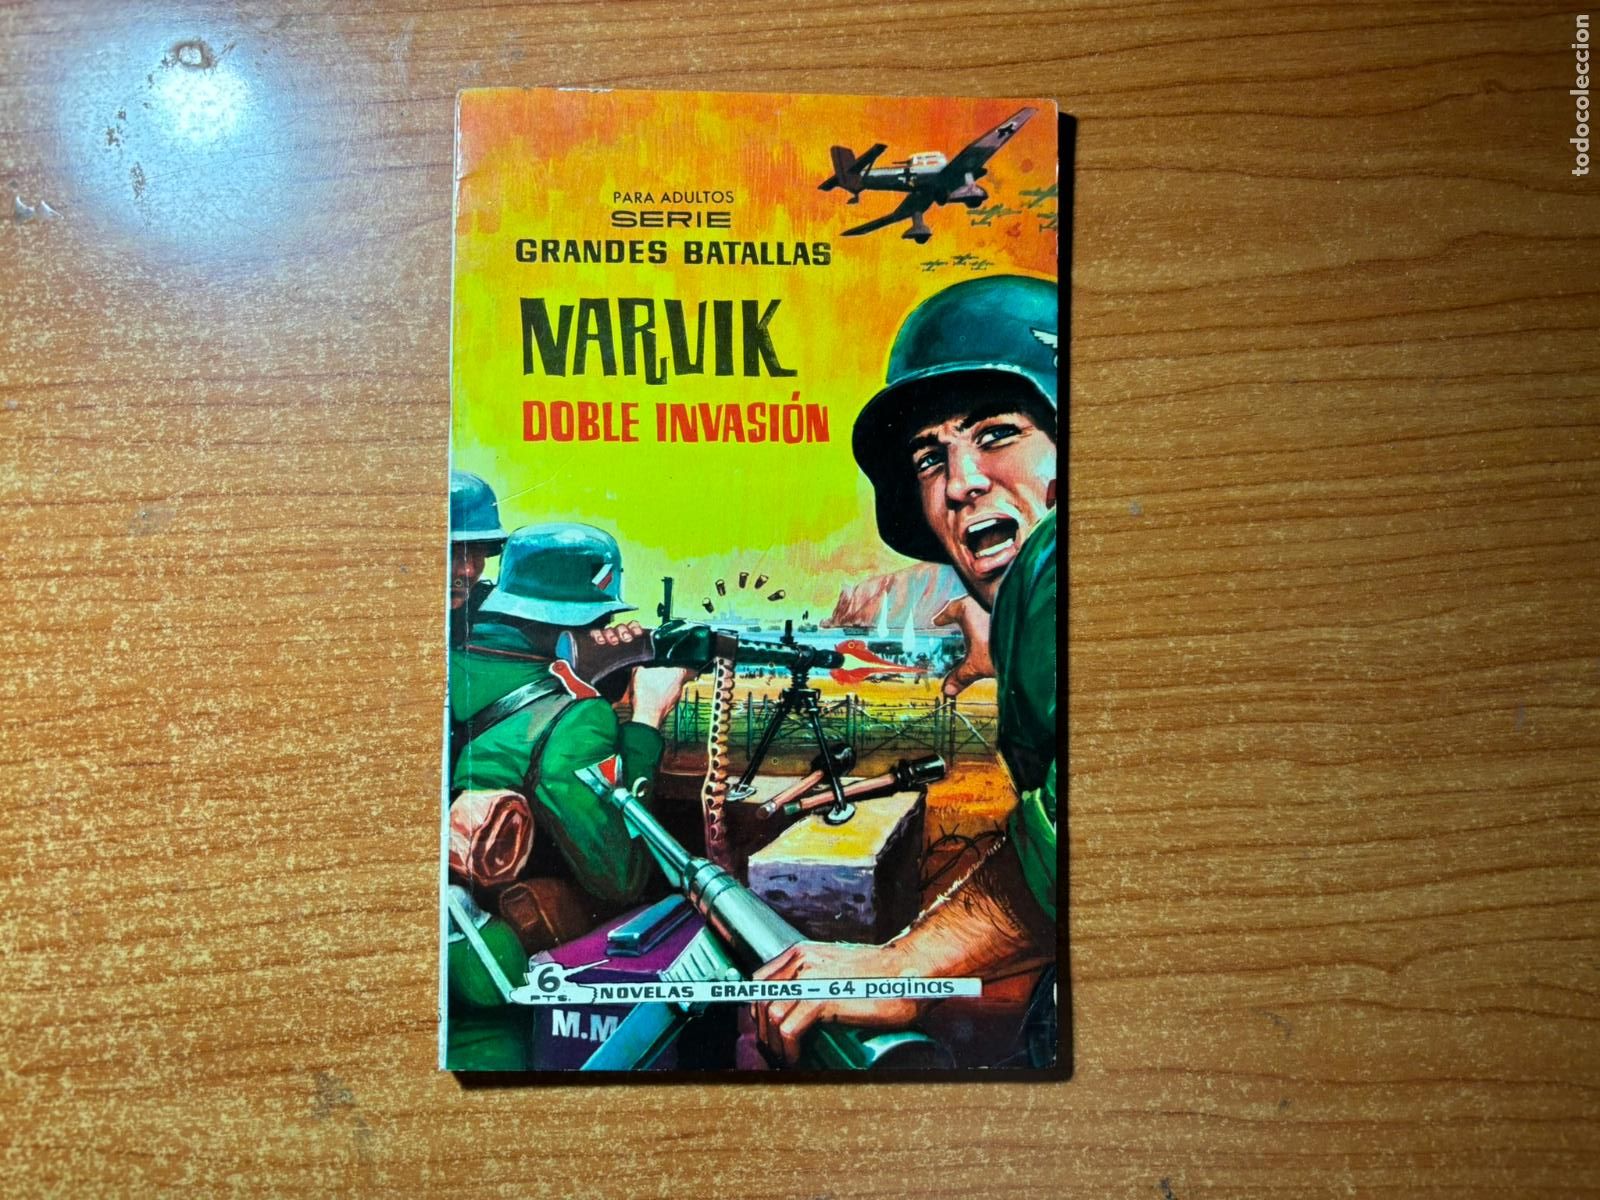 PARA ADULTOS
SERIE
GRANDES BATALLAS
NARVIK
DOBLE INVASIÓN
6 PTS.
NOVELAS GRAFICAS - 64 páginas
M.M
todocoleccion